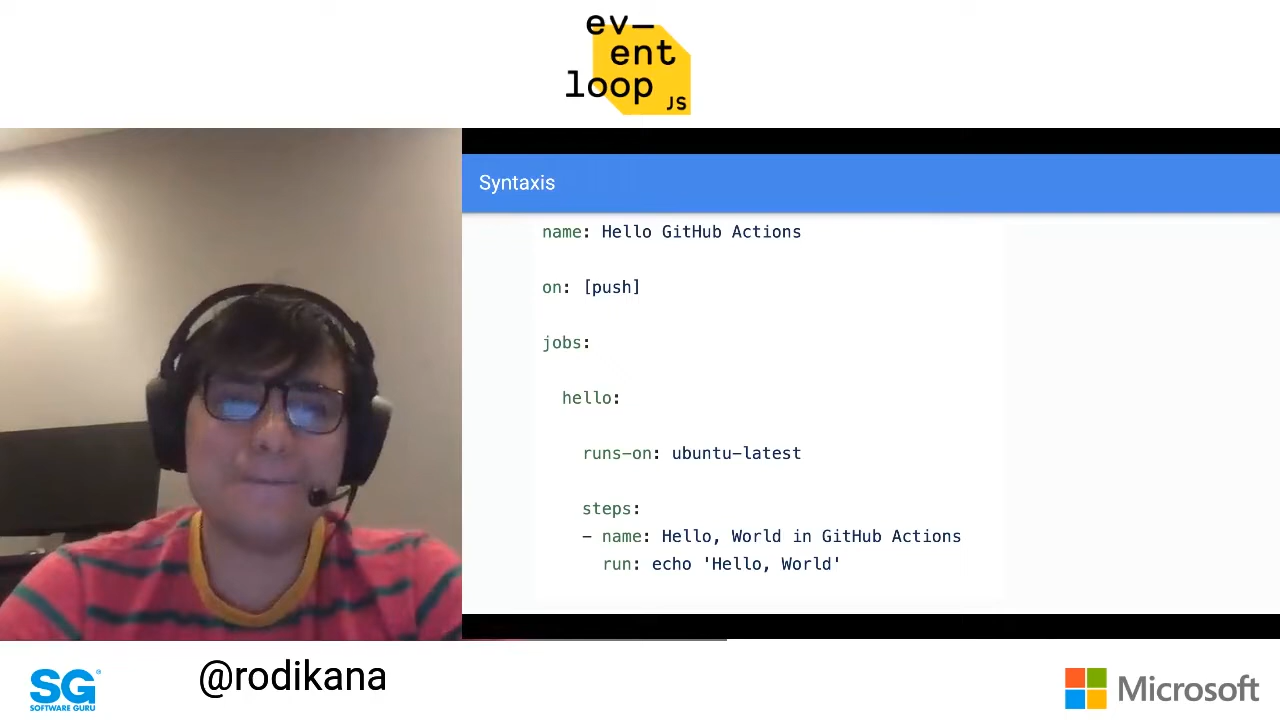 ev—
ent
loop
JS
Syntaxis
name: Hello GitHub Actions
on: [push]
jobs:
hello:
runs-on: ubuntu-latest
steps:
- name: Hello, World in GitHub Actions
run: echo 'Hello, World'
SG®
SOFTWARE GURU
@rodikana
Microsoft